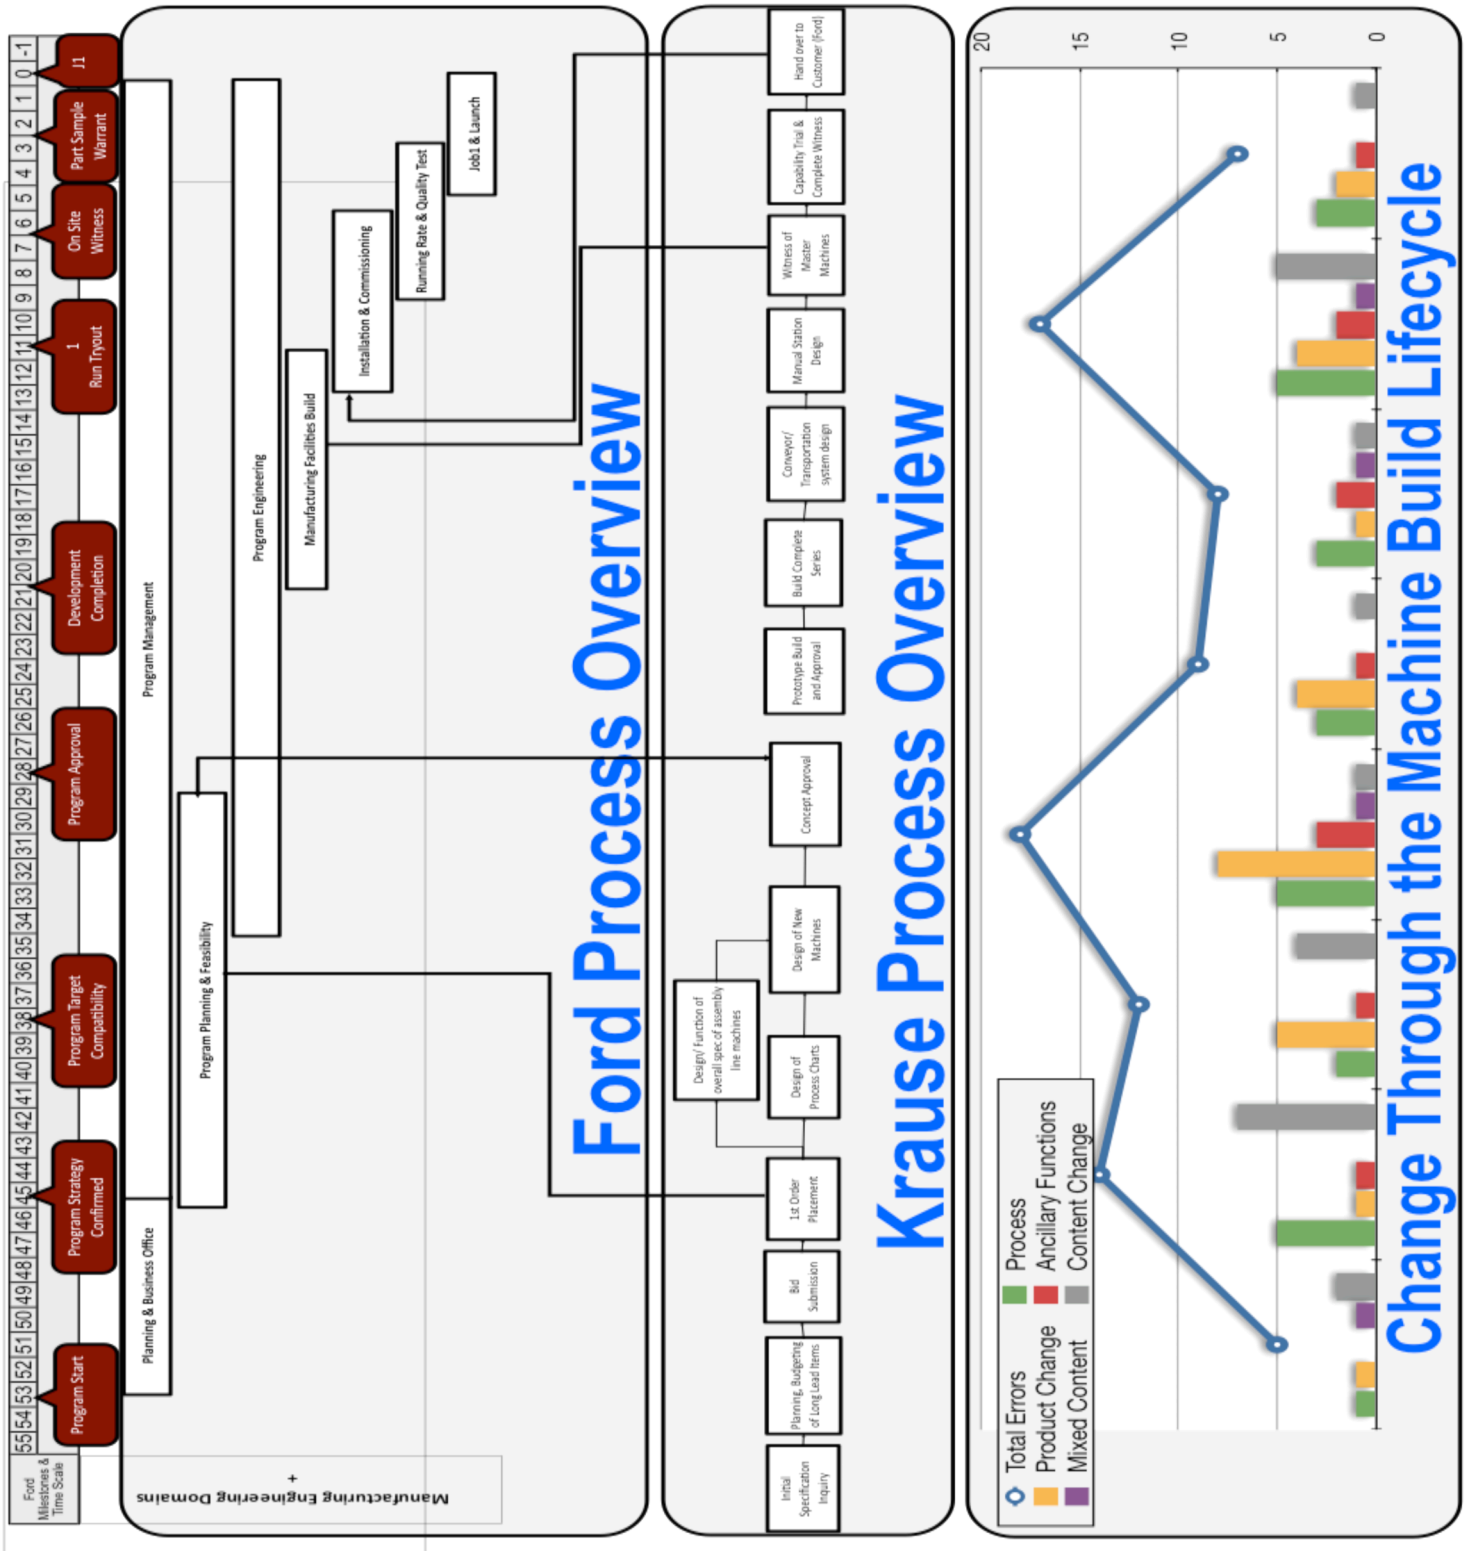 Ford
Milestones &
Time Scale
55 54 53 52 51 50 49 48 47 46 45 44 43 42 41 40 39 38 37 36 35 34 33 32 31 30 29 28 27 26 25 24 23 22 21 20 19 18 17 16 15 14 13 12 11 10 9 8 7 6 5 4 3 2 1 0 -1
Program Start
Program Strategy
Confirmed
Prorgram Target
Compatibility
Program Approval
Development
Completion
1
Run Tryout
On Site
Witness
Part Sample
Warrant
J1
Manufacturing Engineering Domains
+
Planning & Business Office
Program Management
Program Planning & Feasibility
Program Engineering
Manufacturing Facilities Build
Installation & Commissioning
Running Rate & Quality Test
Job1 & Launch
Ford Process Overview
Initial
Specification
Inquiry
Planning, Budgeting
of Long Lead Items
Bid
Submission
1st Order
Placement
Design/ Function of
overall spec of assembly
line machines
Design of
Process Charts
Design of New
Machines
Concept Approval
Prototype Build
and Approval
Build Complete
Series
Conveyor/
Transportation
system design
Manual Station
Design
Witness of
Master
Machines
Capability Trial &
Complete Witness
Hand over to
Customer (Ford)
Krause Process Overview
Total Errors
Process
Product Change
Ancillary Functions
Mixed Content
Content Change
20
15
10
5
0
Change Through the Machine Build Lifecycle